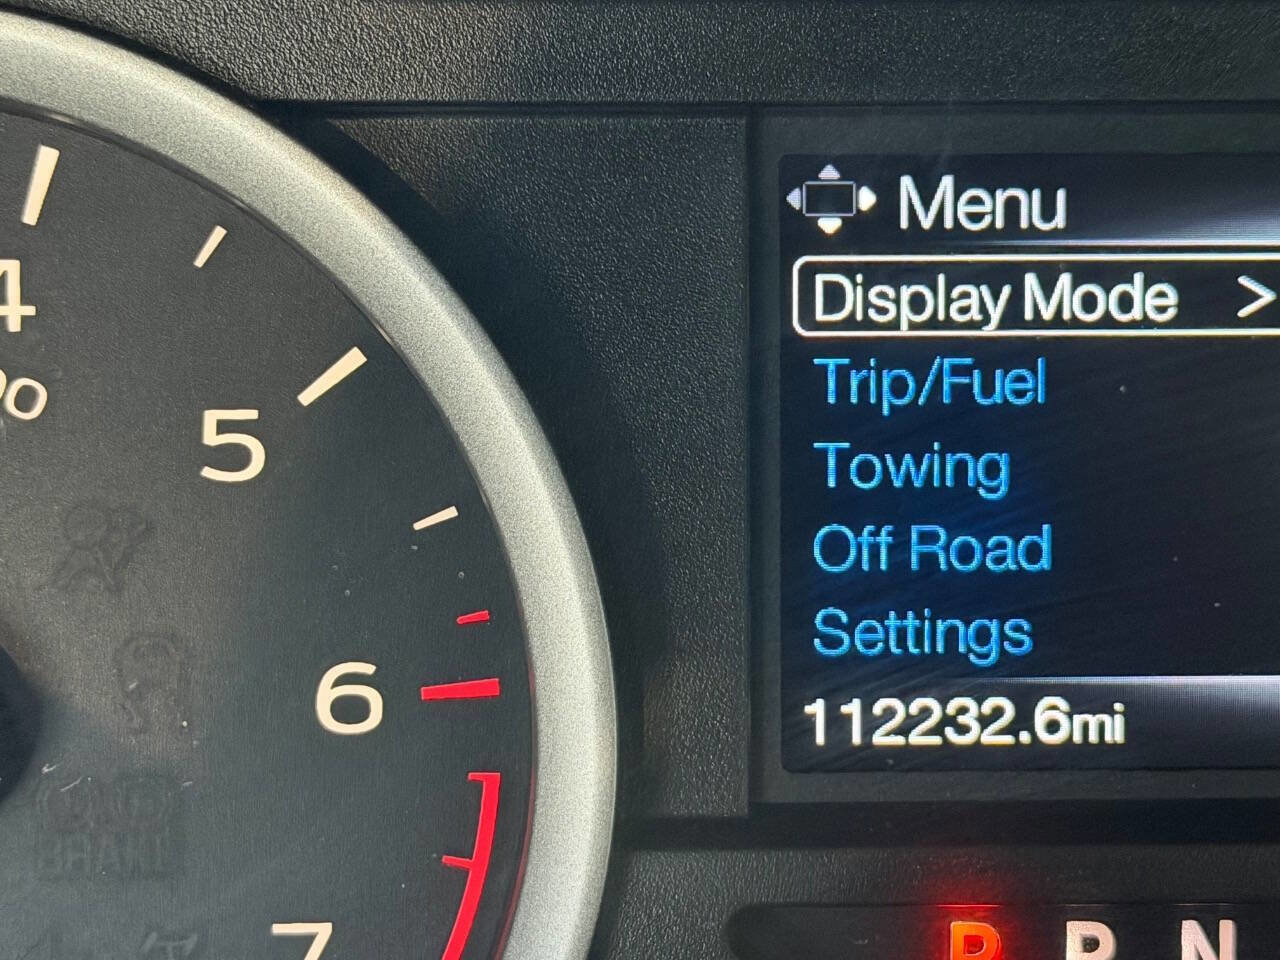 Menu
Display Mode >
Trip/Fuel
Towing
Off Road
Settings
112232.6mi
4
5
6
7
P R N